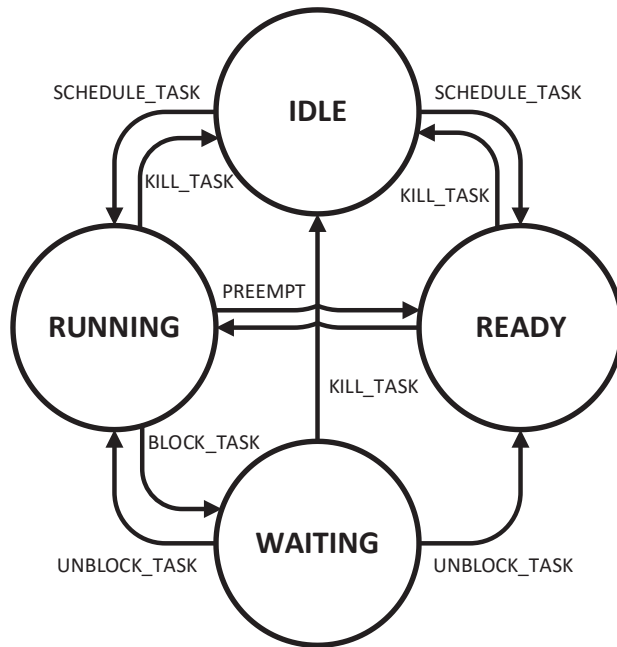 SCHEDULE_TASK
IDLE
SCHEDULE_TASK
KILL_TASK
KILL_TASK
PREEMPT
RUNNING
READY
KILL_TASK
BLOCK_TASK
WAITING
UNBLOCK_TASK
UNBLOCK_TASK